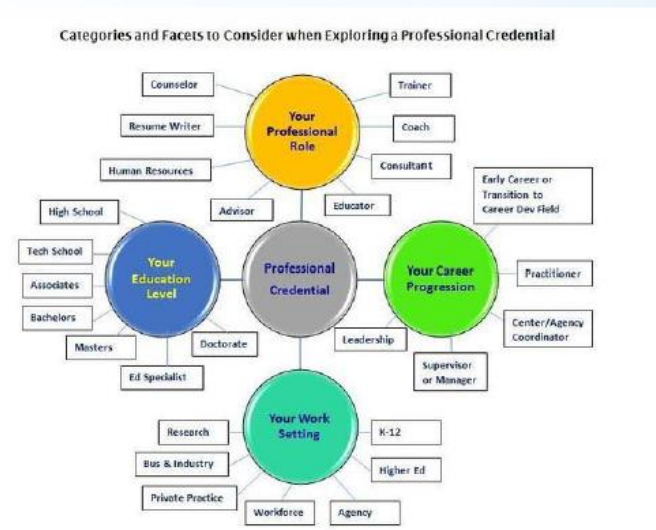 Categories and Facets to Consider when Exploring a Professional Credential
Counselor
Resume Writer
Human Resources
Advisor
Your
Professional
Role
Trainer
Coach
Consultant
Educator
High School
Tech School
Associates
Bachelors
Masters
Ed Specialist
Doctorate
Your
Education
Level
Professional
Credential
Your Career
Progression
Early Career or
Transition to
Career Dev Field
Practitioner
Center/Agency
Coordinator
Supervisor
or Manager
Leadership
Your Work
Setting
Research
Bus & Industry
Private Practice
Workforce
Agency
Higher Ed
K-12